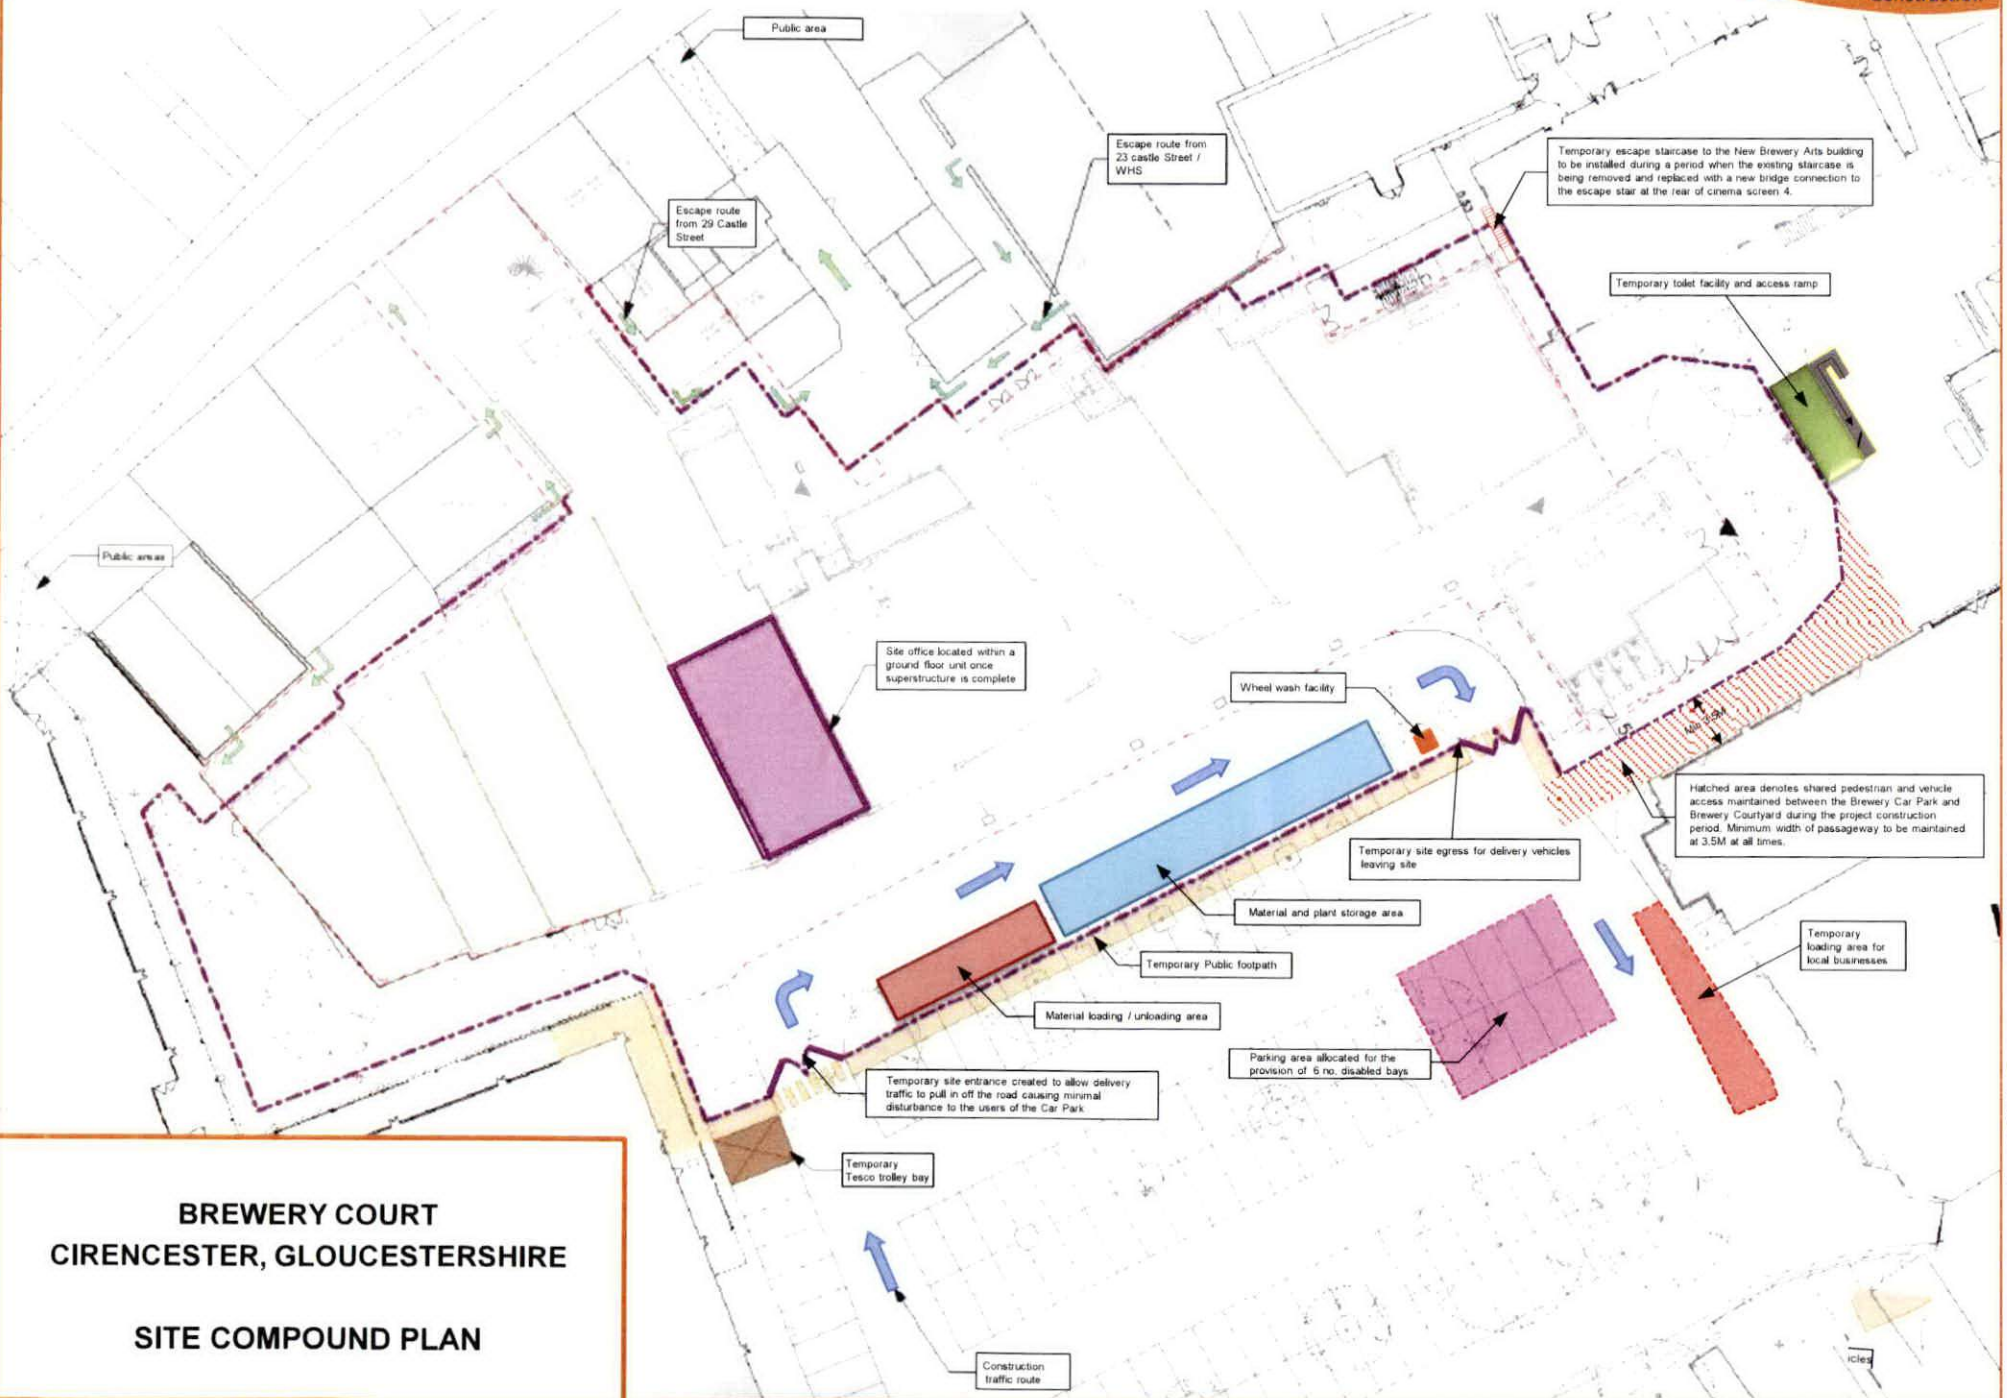 Public area
Escape route from
23 castle Street /
WHS
Temporary escape staircase to the New Brewery Arts building
to be installed during a period when the existing staircase is
being removed and replaced with a new bridge connection to
the escape stair at the rear of cinema screen 4.
Escape route
from 29 Castle
Street
Temporary toilet facility and access ramp
Public areas
Site office located within a
ground floor unit once
superstructure is complete
Wheel wash facility
Min 3.5M
Hatched area denotes shared pedestrian and vehicle
access maintained between the Brewery Car Park and
Brewery Courtyard during the project construction
period. Minimum width of passageway to be maintained
at 3.5M at all times.
Temporary site egress for delivery vehicles
leaving site
Material and plant storage area
Temporary
loading area for
local businesses
Temporary Public footpath
Material loading / unloading area
Parking area allocated for the
provision of 6 no. disabled bays
Temporary site entrance created to allow delivery
traffic to pull in off the road causing minimal
disturbance to the users of the Car Park
Temporary
Tesco trolley bay
Construction
traffic route
icles
BREWERY COURT
CIRENCESTER, GLOUCESTERSHIRE
SITE COMPOUND PLAN